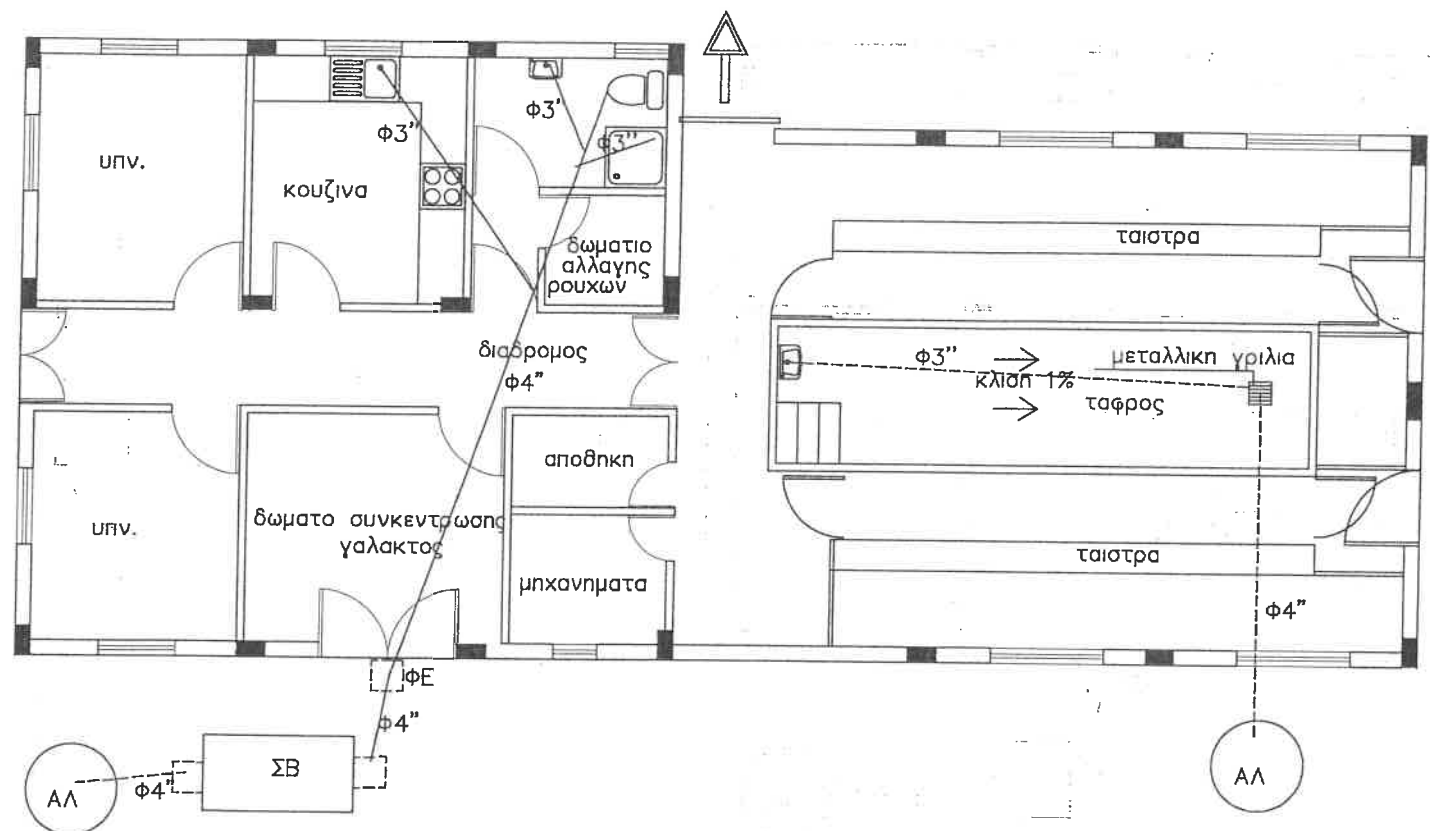 υπν.
κουζινα
Φ3'
Φ3''
Φ3''
δωματιο
αλλαγης
ρουχων
διαδρομος
Φ4''
υπν.
δωματο συνκεντρωσης
γαλακτος
αποθηκη
μηχανηματα
ταιστρα
Φ3''
κλιση 1%
μεταλλικη γριλια
ταφρος
ταιστρα
Φ4''
ΦΕ
Φ4''
ΣΒ
Φ4''
ΑΛ
ΑΛ